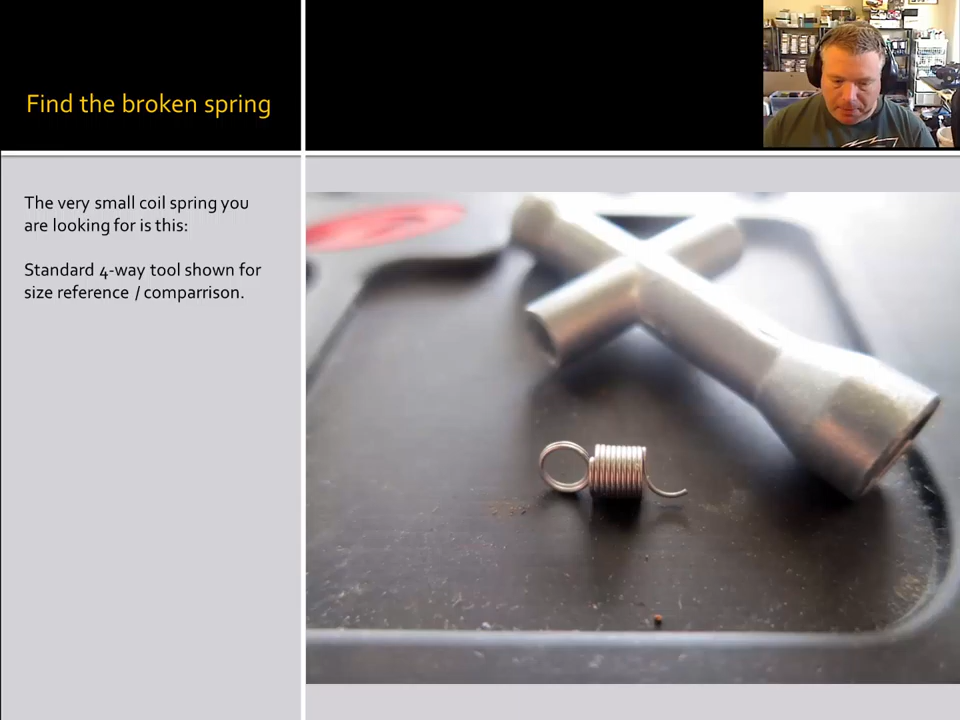 Find the broken spring
The very small coil spring you
are looking for is this:
Standard 4-way tool shown for
size reference / comparrison.